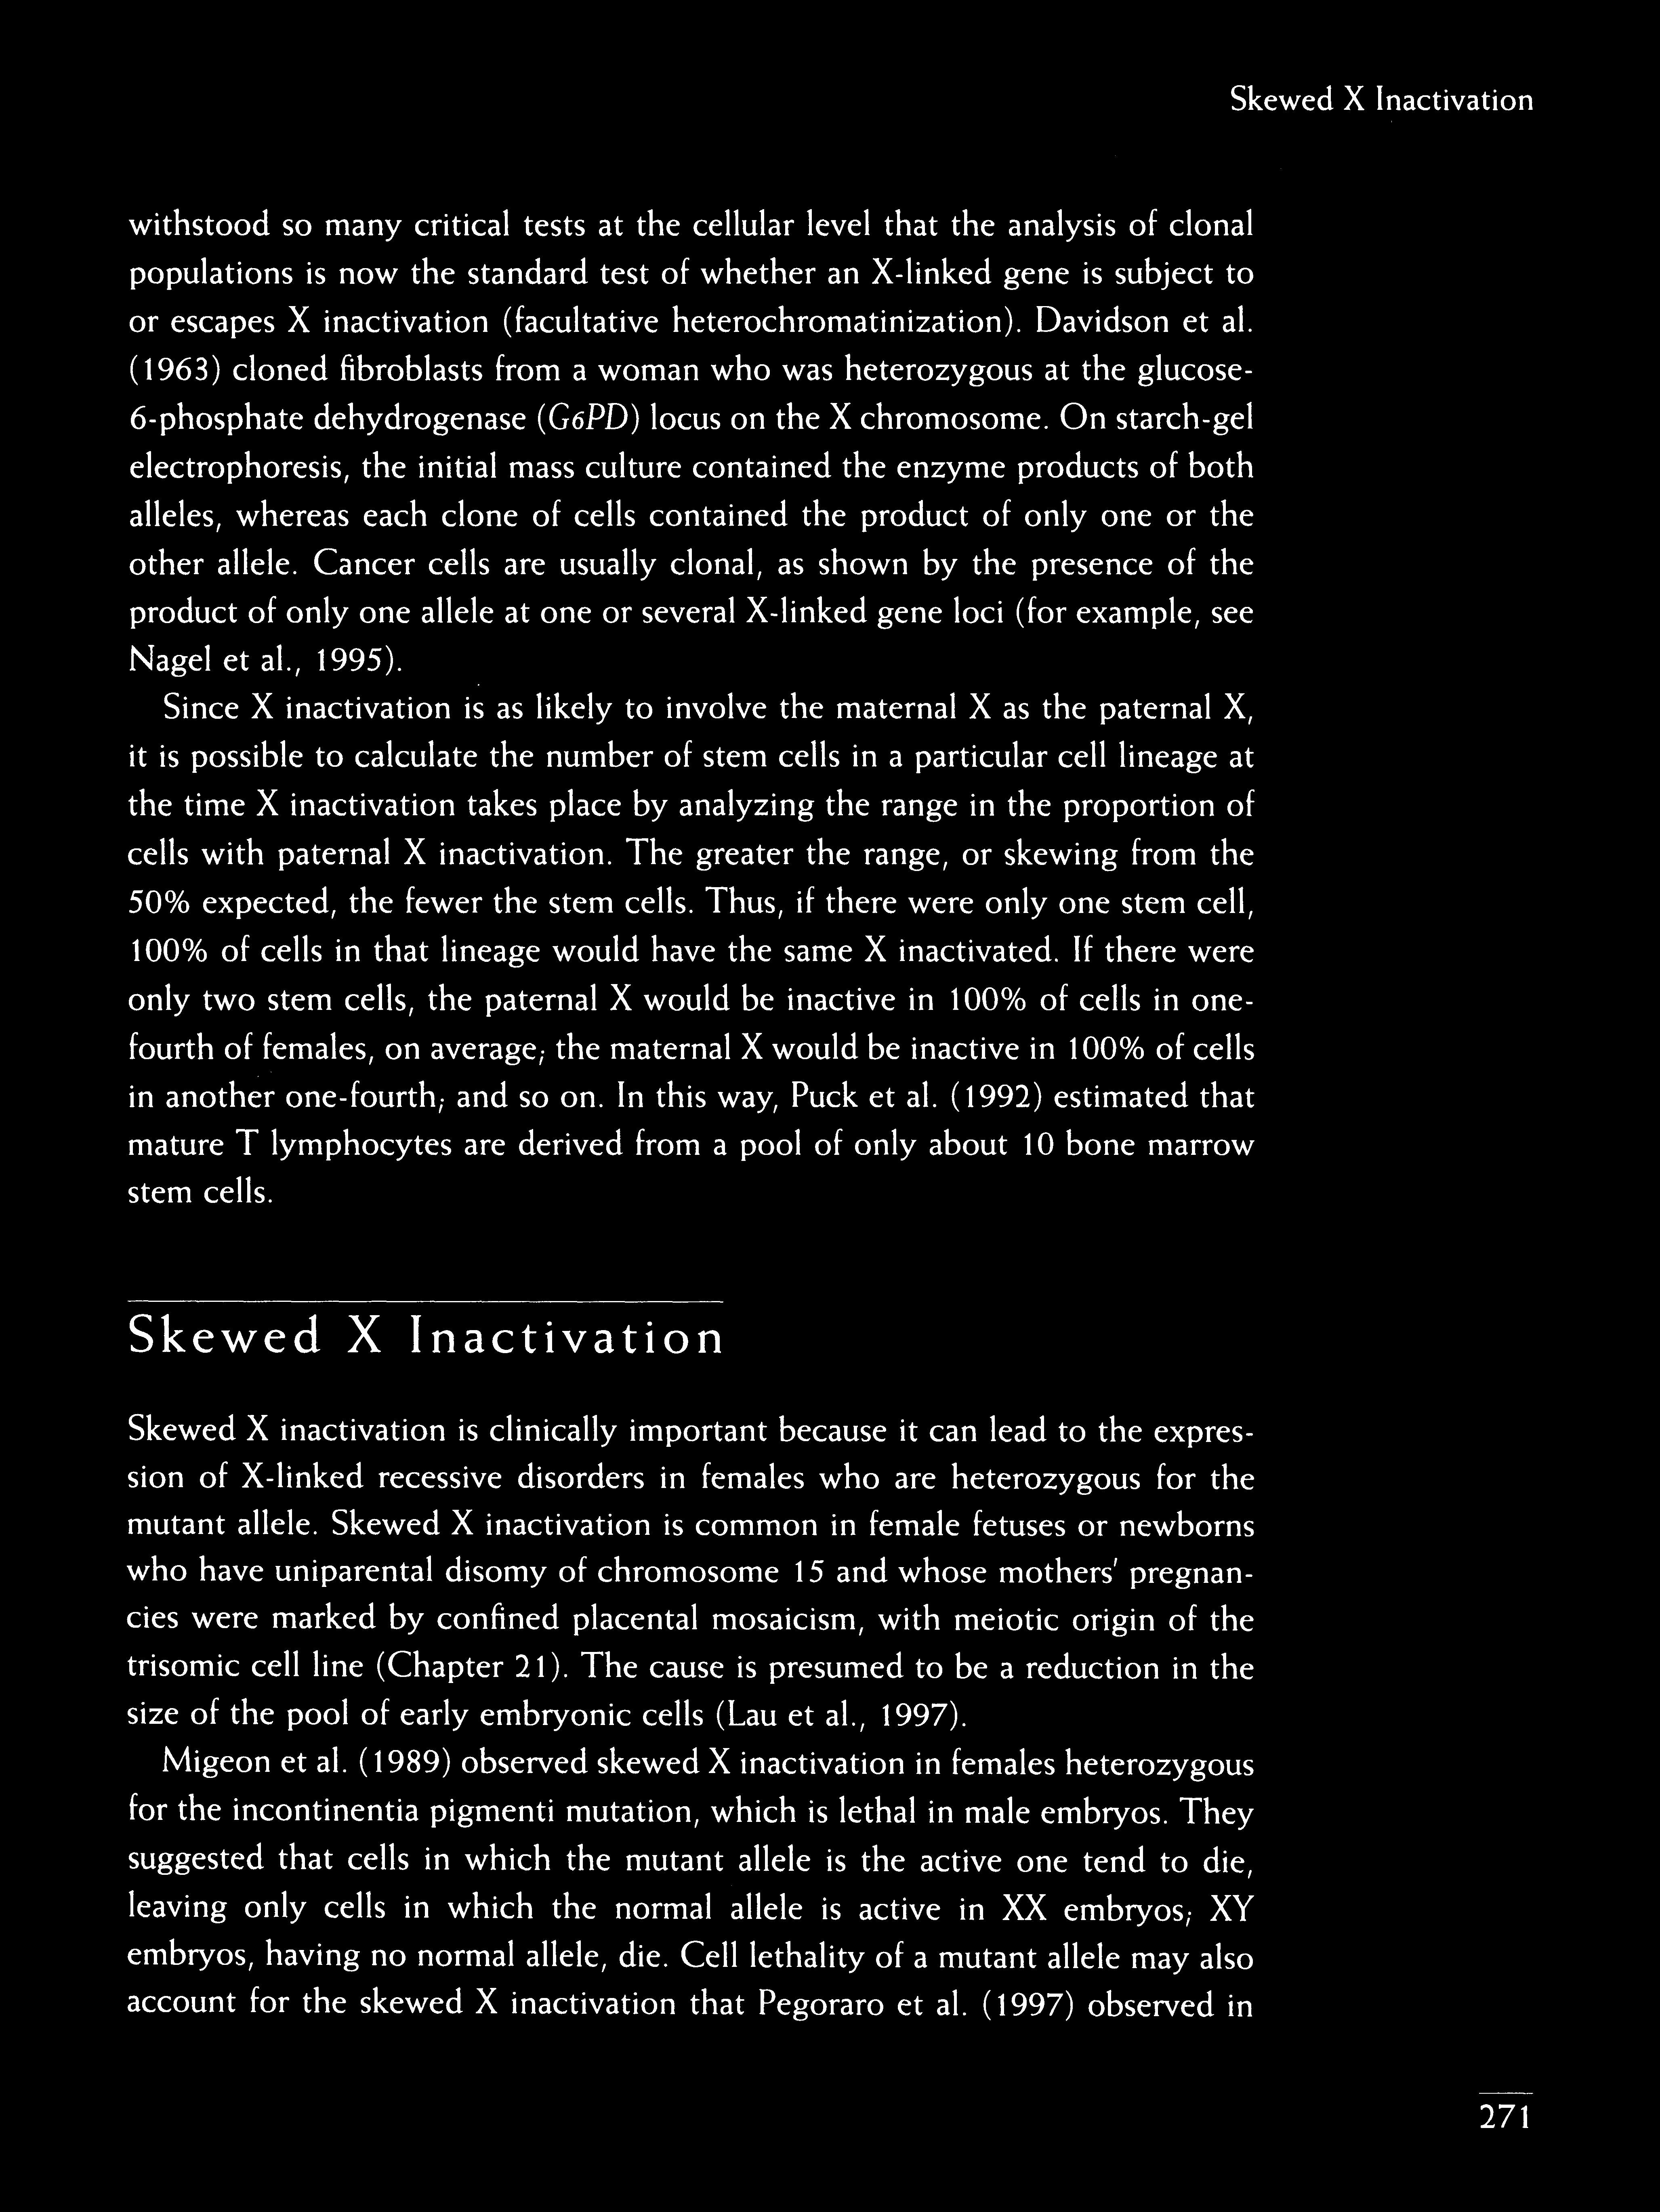 Skewed X Inactivation
withstood so many critical tests at the cellular level that the analysis of clonal
populations is now the standard test of whether an X-linked gene is subject to
or escapes X inactivation (facultative heterochromatinization). Davidson et al.
(1963) cloned fibroblasts from a woman who was heterozygous at the glucose-
6-phosphate dehydrogenase (G6PD) locus on the X chromosome. On starch-gel
electrophoresis, the initial mass culture contained the enzyme products of both
alleles, whereas each clone of cells contained the product of only one or the
other allele. Cancer cells are usually clonal, as shown by the presence of the
product of only one allele at one or several X-linked gene loci (for example, see
Nagel et al., 1995).
Since X inactivation is as likely to involve the maternal X as the paternal X,
it is possible to calculate the number of stem cells in a particular cell lineage at
the time X inactivation takes place by analyzing the range in the proportion of
cells with paternal X inactivation. The greater the range, or skewing from the
50% expected, the fewer the stem cells. Thus, if there were only one stem cell,
100% of cells in that lineage would have the same X inactivated. If there were
only two stem cells, the paternal X would be inactive in 100% of cells in one-
fourth of females, on average; the maternal X would be inactive in 100% of cells
in another one-fourth; and so on. In this way, Puck et al. (1992) estimated that
mature T lymphocytes are derived from a pool of only about 10 bone marrow
stem cells.
Skewed X Inactivation
Skewed X inactivation is clinically important because it can lead to the expres-
sion of X-linked recessive disorders in females who are heterozygous for the
mutant allele. Skewed X inactivation is common in female fetuses or newborns
who have uniparental disomy of chromosome 15 and whose mothers' pregnan-
cies were marked by confined placental mosaicism, with meiotic origin of the
trisomic cell line (Chapter 21). The cause is presumed to be a reduction in the
size of the pool of early embryonic cells (Lau et al., 1997).
Migeon et al. (1989) observed skewed X inactivation in females heterozygous
for the incontinentia pigmenti mutation, which is lethal in male embryos. They
suggested that cells in which the mutant allele is the active one tend to die,
leaving only cells in which the normal allele is active in XX embryos; XY
embryos, having no normal allele, die. Cell lethality of a mutant allele may also
account for the skewed X inactivation that Pegoraro et al. (1997) observed in
271